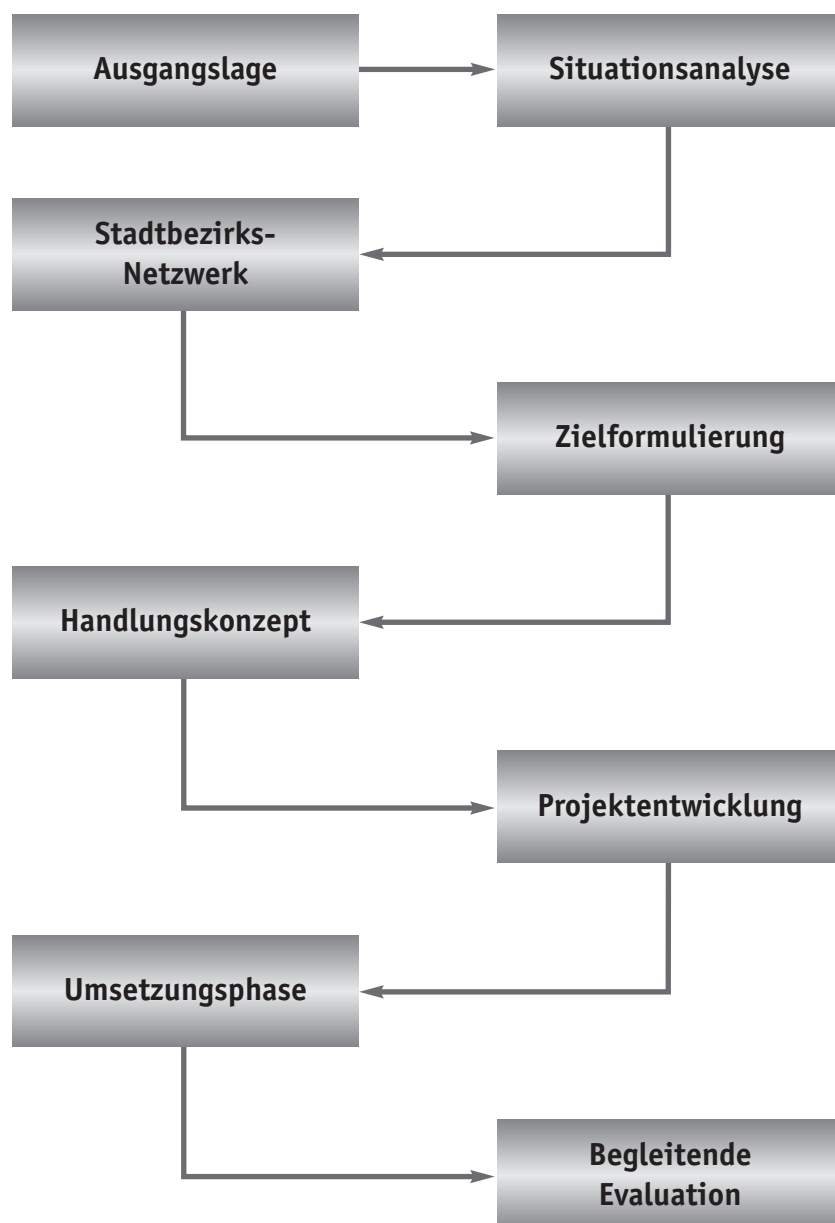 Ausgangslage
Situationsanalyse
Stadtbezirks-
Netzwerk
Zielformulierung
Handlungskonzept
Projektentwicklung
Umsetzungsphase
Begleitende
Evaluation